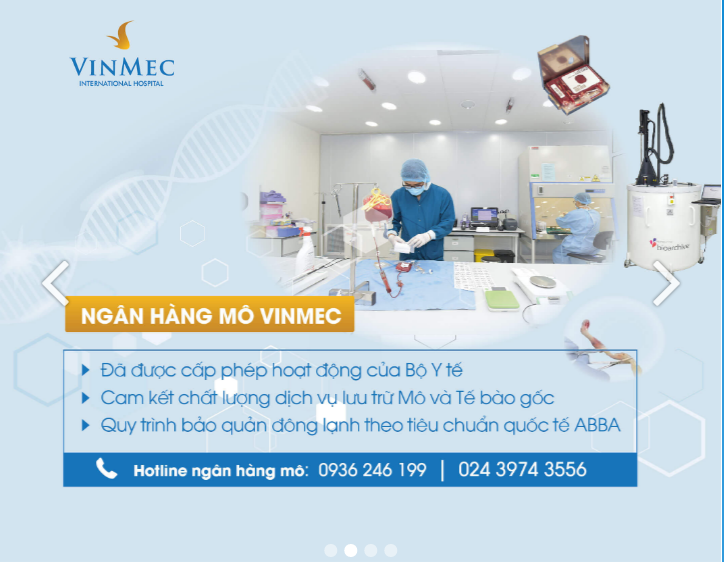 VINMEC
INTERNATIONAL HOSPITAL
bioarchive
NGÂN HÀNG MÔ VINMEC
Đã được cấp phép hoạt động của Bộ Y tế
Cam kết chất lượng dịch vụ lưu trữ Mô và Tế bào gốc
Quy trình bảo quản đông lạnh theo tiêu chuẩn quốc tế ABBA
Hotline ngân hàng mô: 0936 246 199 | 024 3974 3556